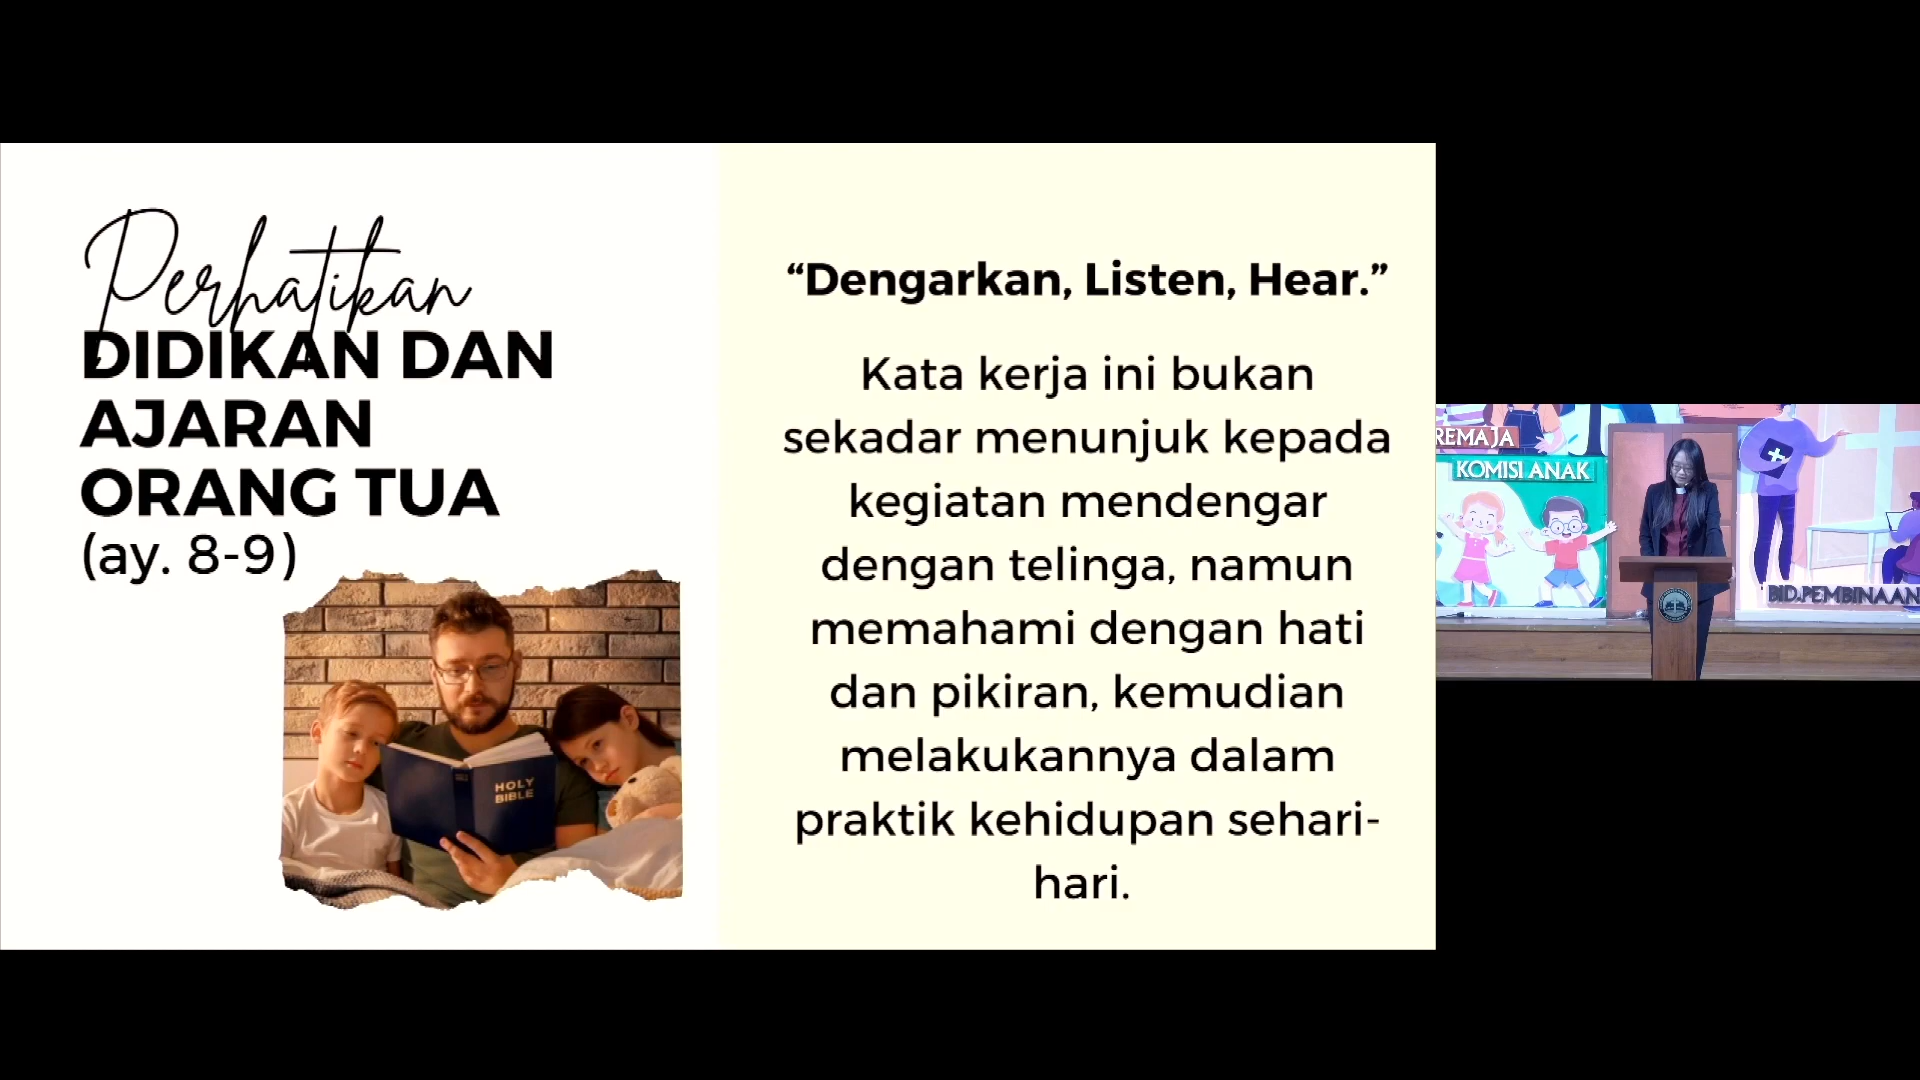 Perhatikan
DIDIKAN DAN
AJARAN
ORANG TUA
(ay. 8-9)
HOLY
BIBLE
“Dengarkan, Listen, Hear.”
Kata kerja ini bukan
sekadar menunjuk kepada
kegiatan mendengar
dengan telinga, namun
memahami dengan hati
dan pikiran, kemudian
melakukannya dalam
praktik kehidupan sehari-
hari.
REMAJA
KOMISI ANAK
BID.PEMBINAAN